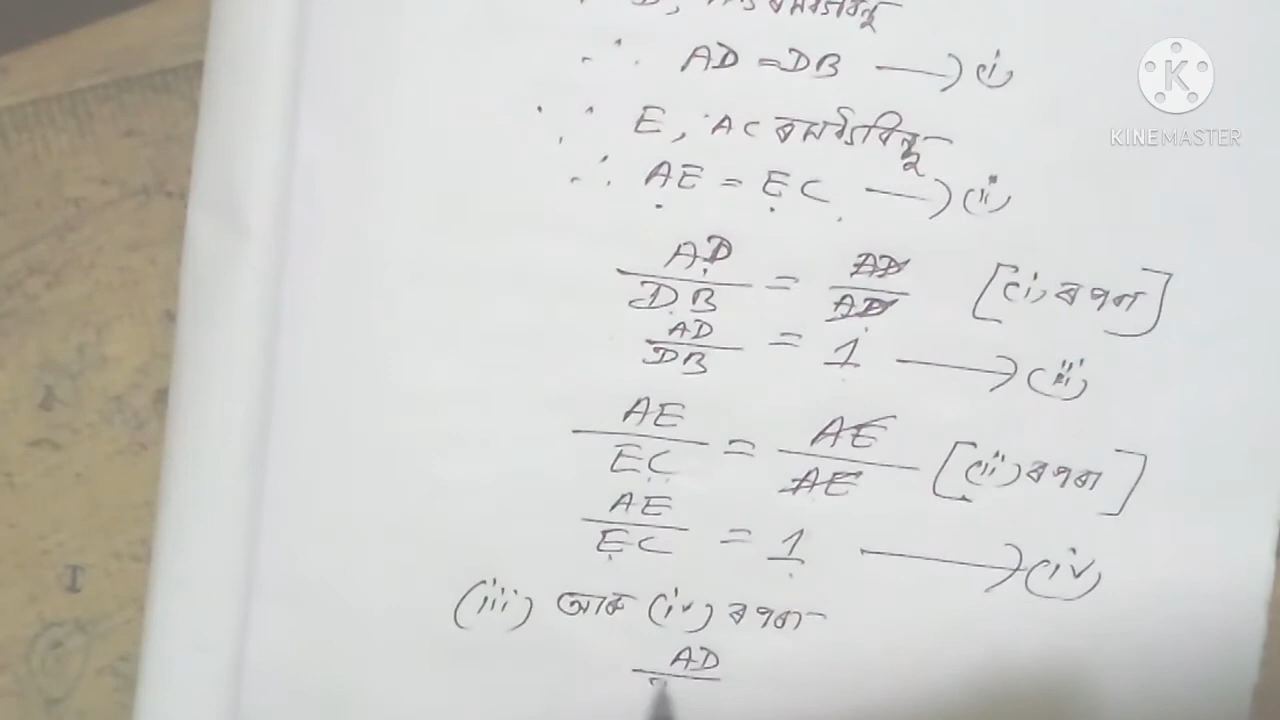 ∴ AD = DB → (i)
∵ E, AC ৰ মধ্যবিন্দু
∴ AE = EC → (ii)
AD/DB = AD/AD [(i) ৰ পৰা]
AD/DB = 1 → (iii)
AE/EC = AE/AE [(ii) ৰ পৰা]
AE/EC = 1 → (iv)
(iii) আৰু (iv) ৰ পৰা
AD
KINEMASTER